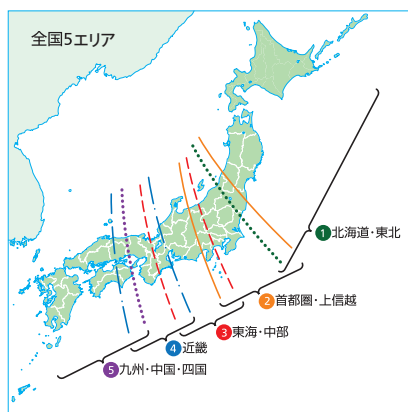 全国5エリア
1北海道・東北
2首都圏・上信越
3東海・中部
4近畿
5九州・中国・四国